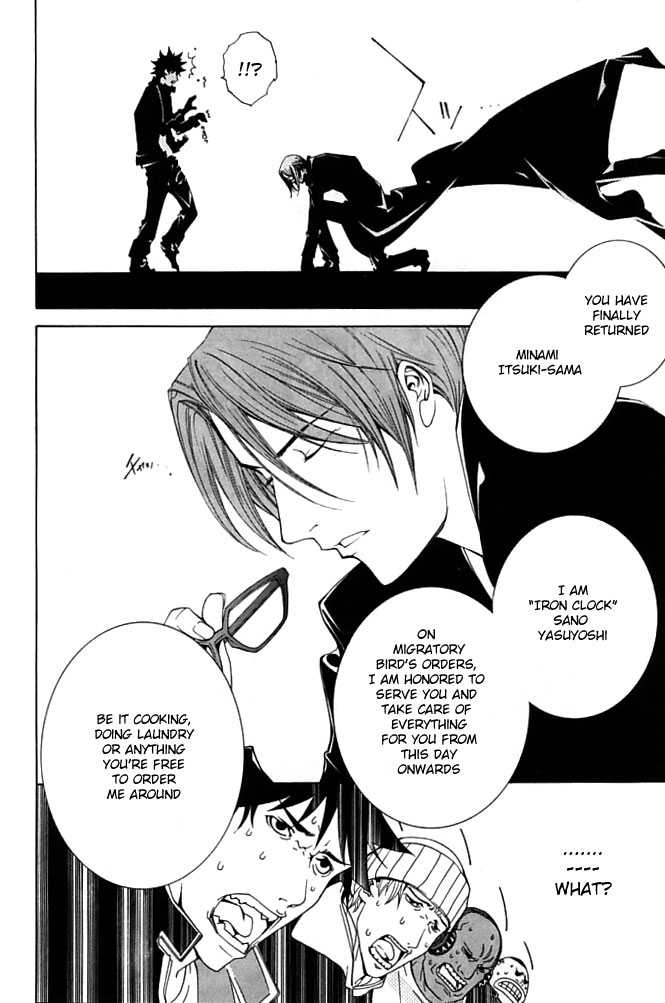 !!?
YOU HAVE
FINALLY
RETURNED
MINAMI
ITSUKI-SAMA
I AM
"IRON CLOCK"
SANO
YASUYOSHI
ON
MIGRATORY
BIRD'S ORDERS,
I AM HONORED TO
SERVE YOU AND
TAKE CARE OF
EVERYTHING
FOR YOU FROM
THIS DAY
ONWARDS
BE IT COOKING,
DOING LAUNDRY
OR ANYTHING
YOU'RE FREE
TO ORDER
ME AROUND
.......
----
WHAT?